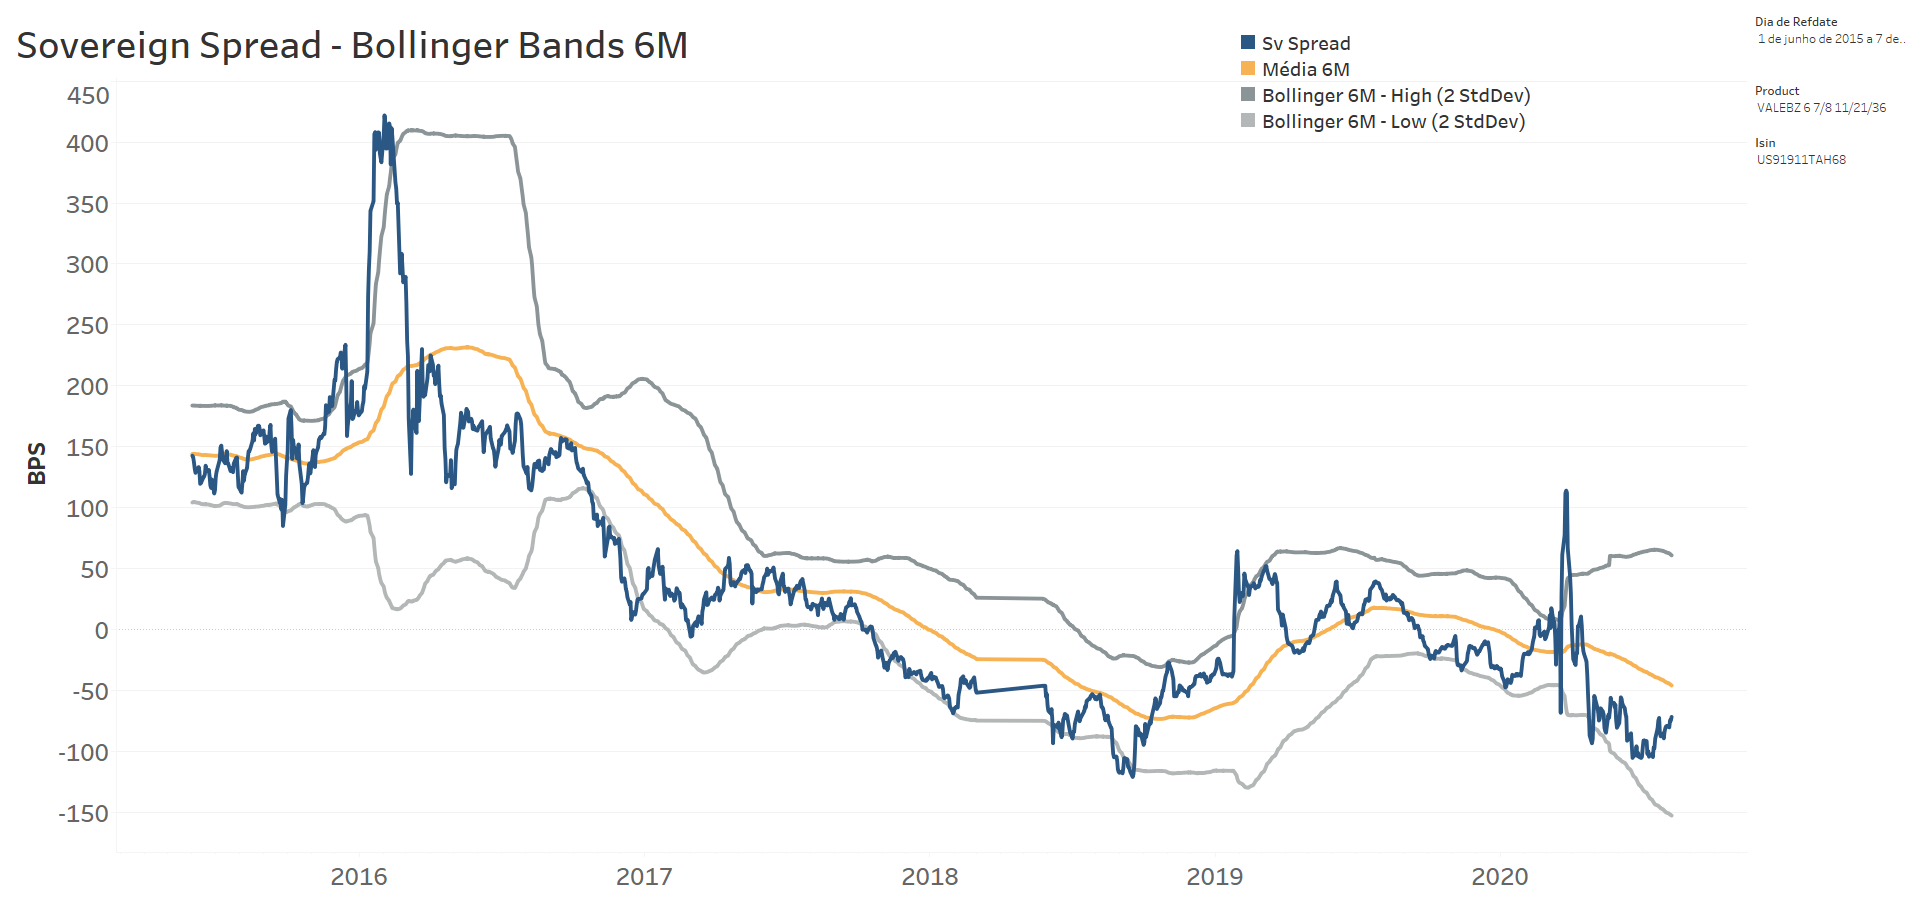 Sovereign Spread - Bollinger Bands 6M
Sv Spread
Média 6M
Bollinger 6M - High (2 StdDev)
Bollinger 6M - Low (2 StdDev)
Dia de Refdate
1 de junho de 2015 a 7 de..
Product
VALEBZ 6 7/8 11/21/36
Isin
US91911TAH68
BPS
450
400
350
300
250
200
150
100
50
0
-50
-100
-150
2016
2017
2018
2019
2020